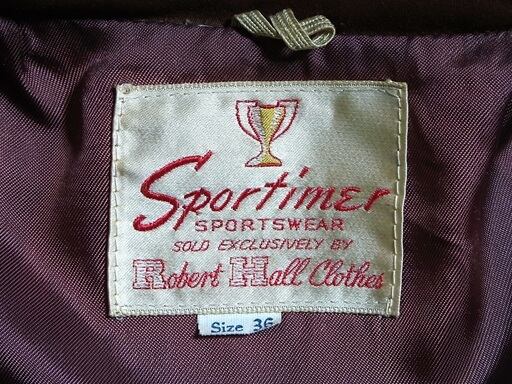 Sportimer
SPORTSWEAR
SOLD EXCLUSIVELY BY
Robert Hall Clothes
Size 36